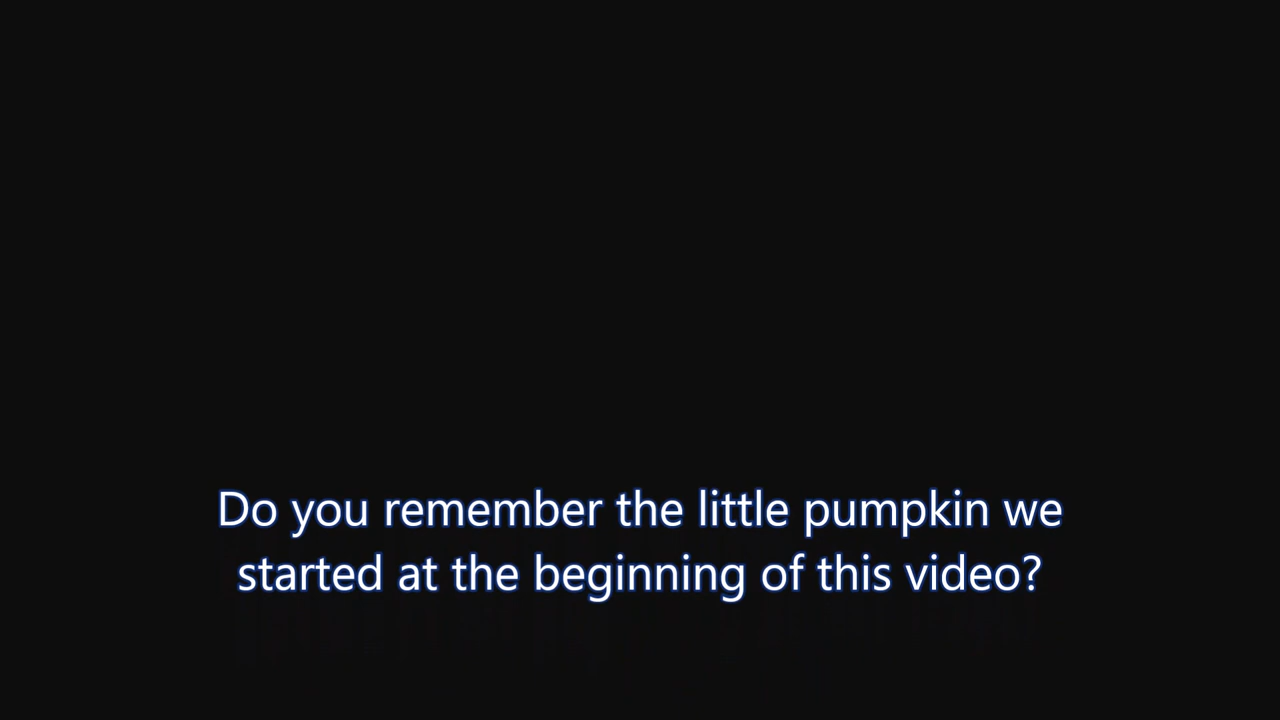 Do you remember the little pumpkin we
started at the beginning of this video?